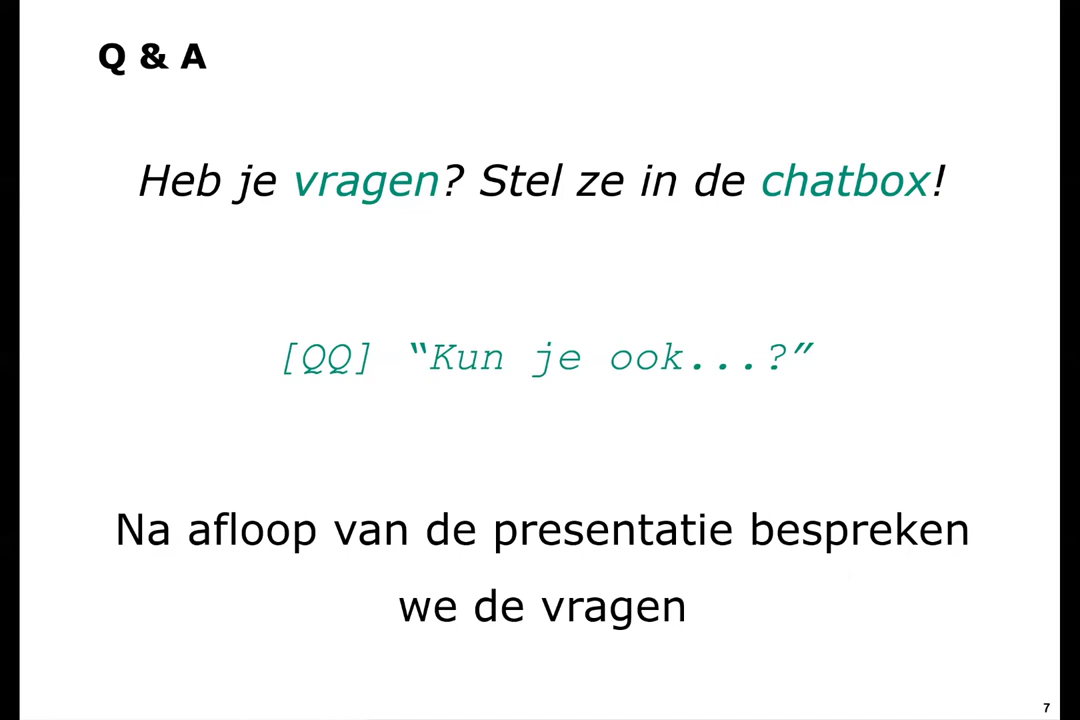 Q & A
Heb je vragen? Stel ze in de chatbox!
[QQ] “Kun je ook...?”
Na afloop van de presentatie bespreken
we de vragen
7